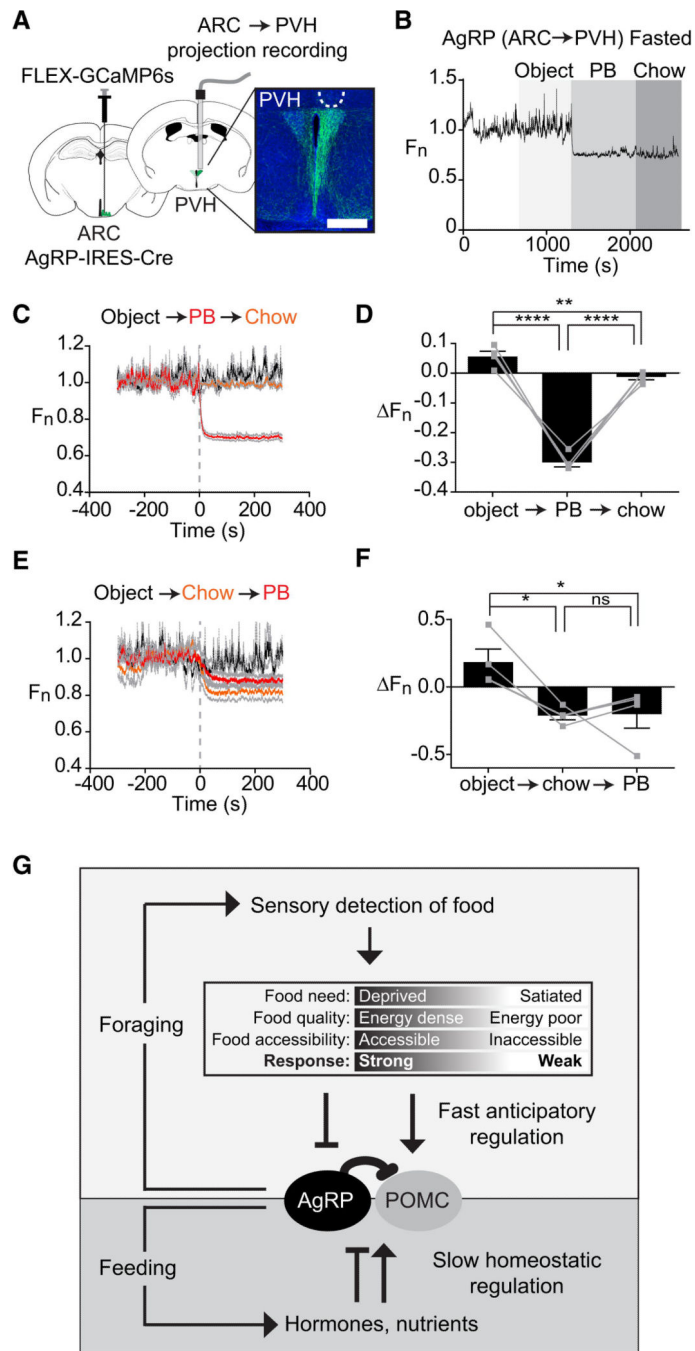 A
ARC → PVH
projection recording
FLEX-GCaMP6s
PVH
PVH
ARC
AgRP-IRES-Cre
B
AgRP (ARC→PVH) Fasted
Object PB Chow
1.5
1.0
0.5
0
Fn
0 1000 2000
Time (s)
C
Object → PB → Chow
1.2
1.0
0.8
0.6
0.4
Fn
-400 -200 0 200 400
Time (s)
D
**
**** ****
0.1
0.0
-0.1
-0.2
-0.3
-0.4
ΔFn
object → PB → chow
E
Object → Chow → PB
1.2
1.0
0.8
0.6
0.4
Fn
-400 -200 0 200 400
Time (s)
F
*
* ns
0.5
0.0
-0.5
ΔFn
object → chow → PB
G
Sensory detection of food
Food need: Deprived Satiated
Food quality: Energy dense Energy poor
Food accessibility: Accessible Inaccessible
Response: Strong Weak
Foraging
Fast anticipatory
regulation
AgRP POMC
Feeding
Slow homeostatic
regulation
Hormones, nutrients